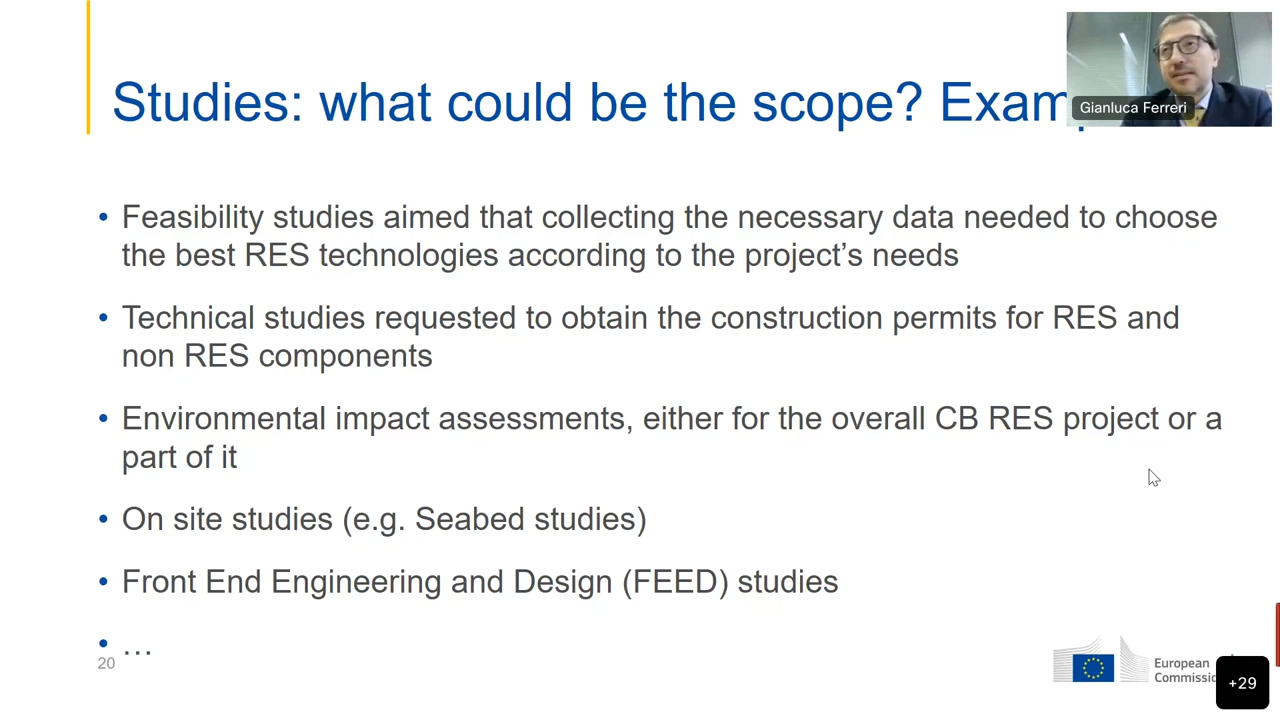 Studies: what could be the scope?
Gianluca Ferreri
• Feasibility studies aimed that collecting the necessary data needed to choose
the best RES technologies according to the project’s needs
• Technical studies requested to obtain the construction permits for RES and
non RES components
• Environmental impact assessments, either for the overall CB RES project or a
part of it
• On site studies (e.g. Seabed studies)
• Front End Engineering and Design (FEED) studies
• …
20
European
+29